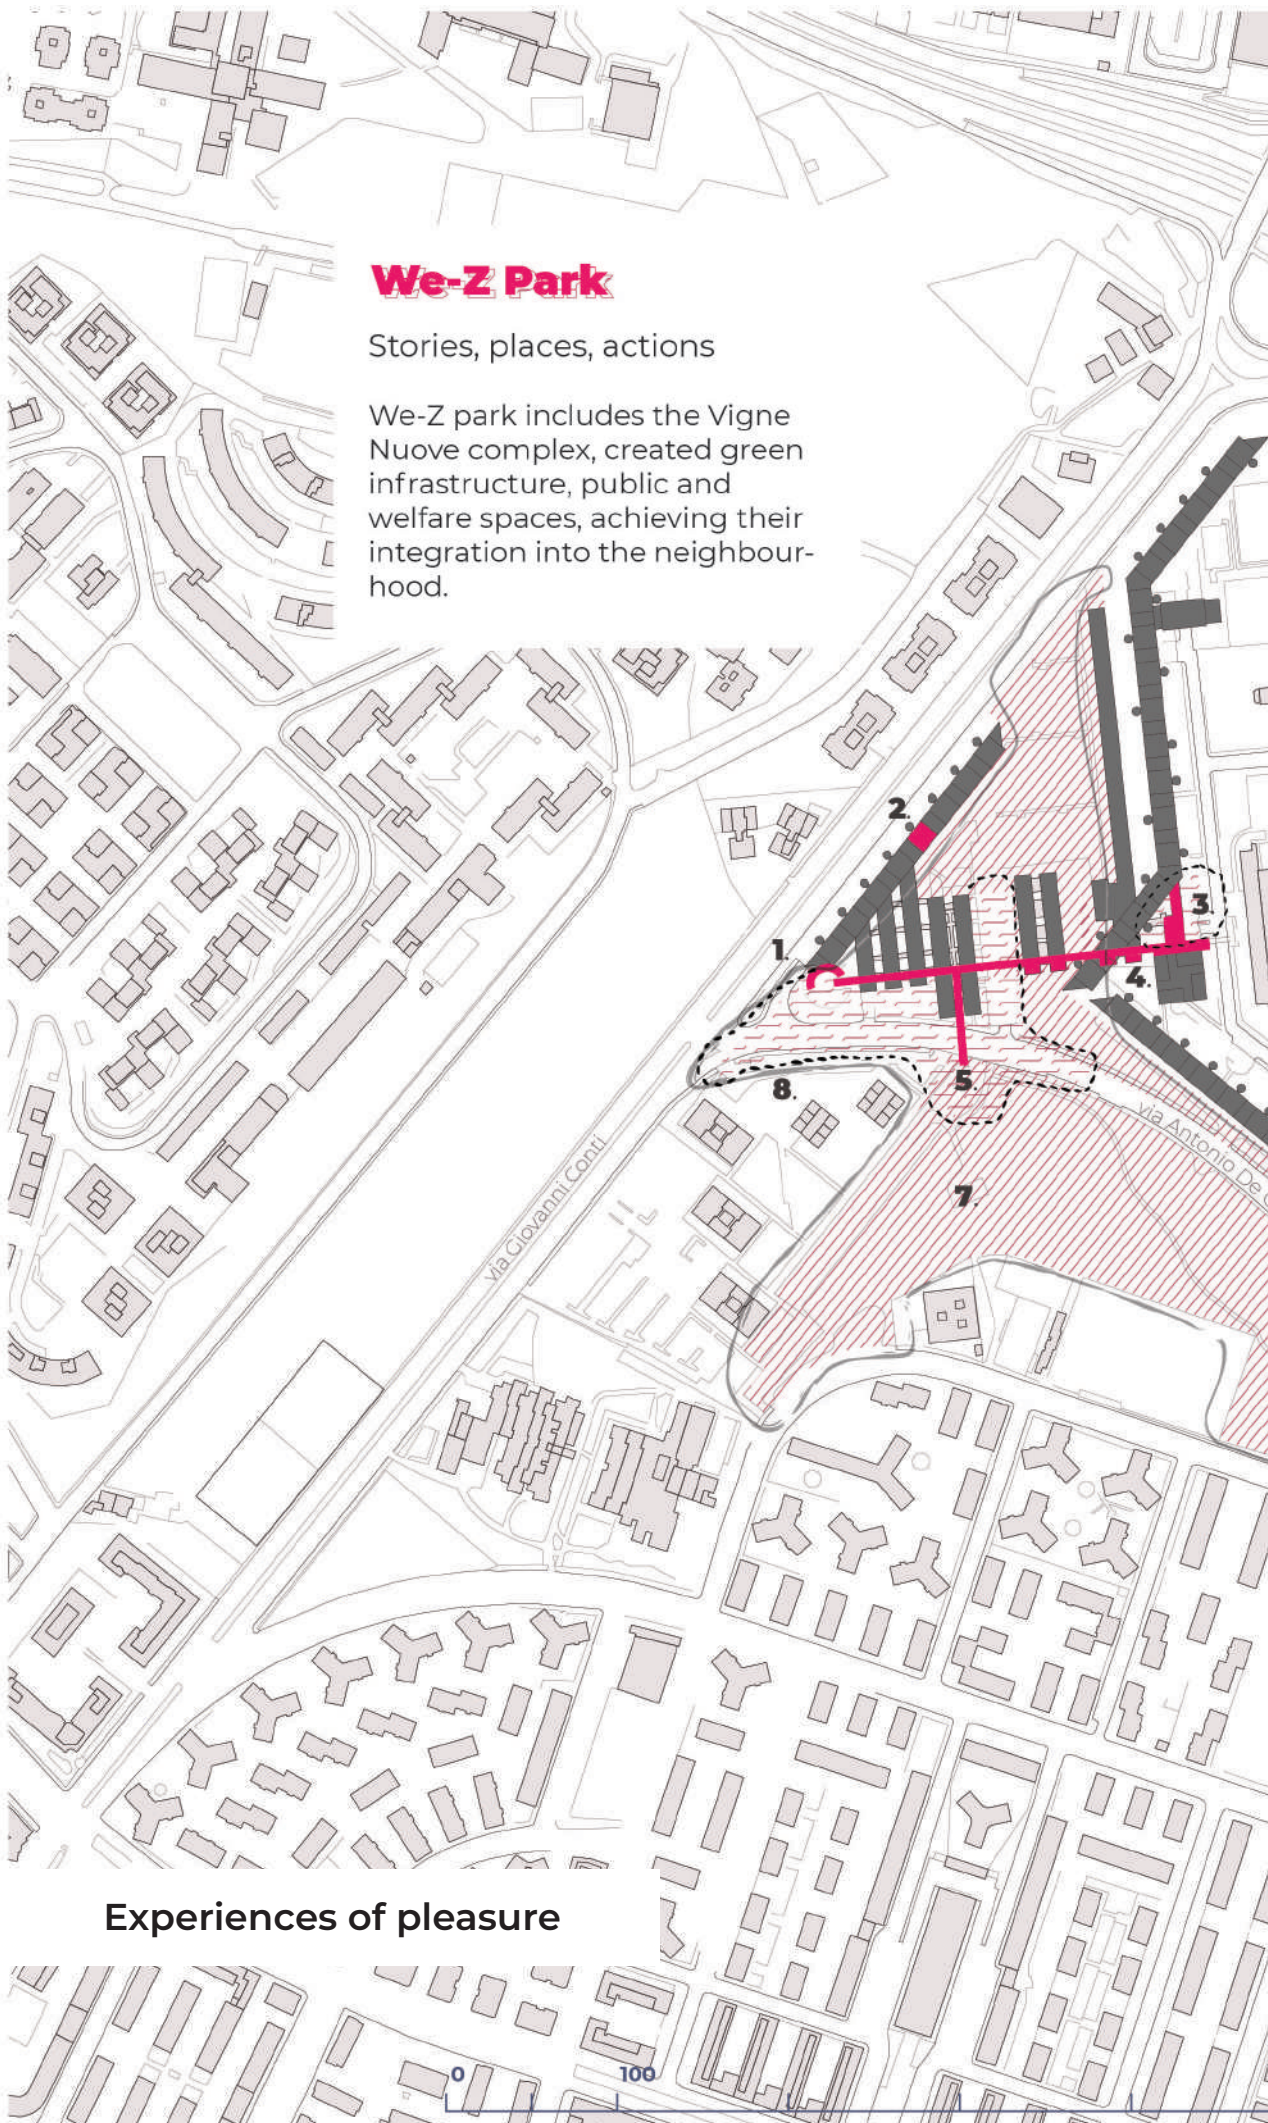 We-Z Park
Stories, places, actions
We-Z park includes the Vigne
Nuove complex, created green
infrastructure, public and
welfare spaces, achieving their
integration into the neighbour-
hood.
2.
3.
1.
4.
5.
8.
via Antonio De
7.
via Giovanni Conti
Experiences of pleasure
0
100